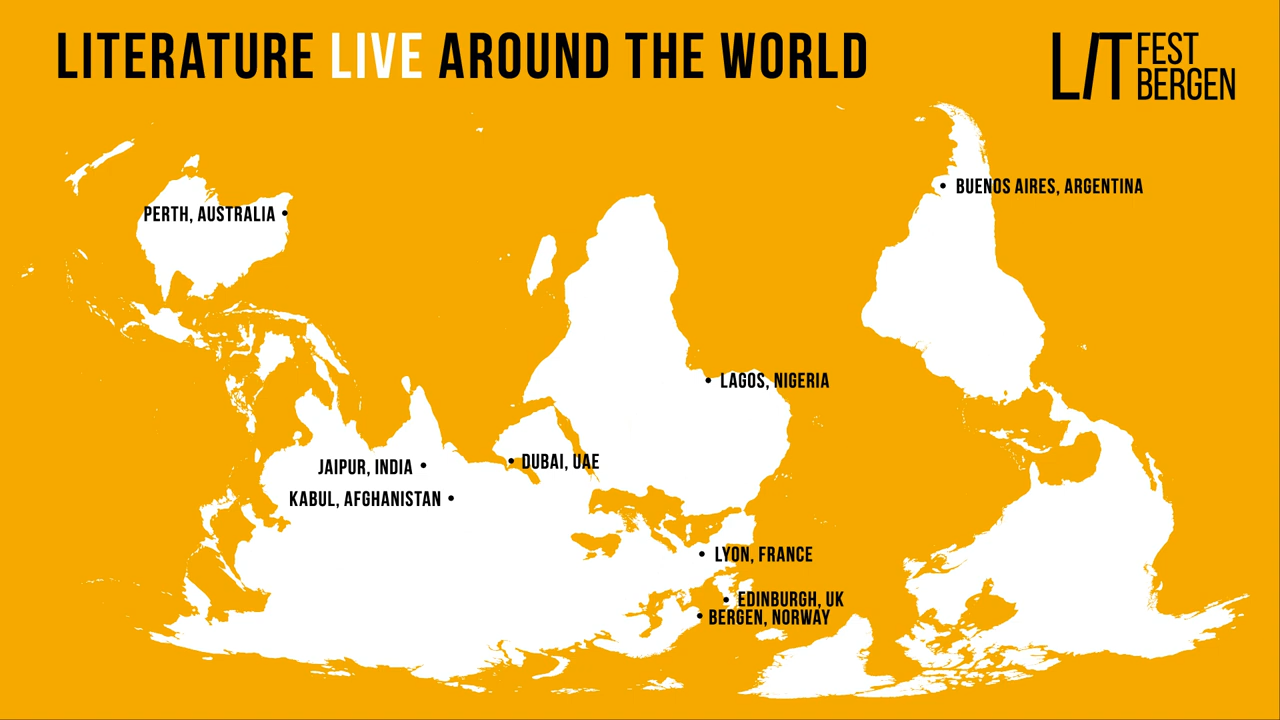 LITERATURE LIVE AROUND THE WORLD
LIT FEST
BERGEN
BUENOS AIRES, ARGENTINA
PERTH, AUSTRALIA
LAGOS, NIGERIA
JAIPUR, INDIA
DUBAI, UAE
KABUL, AFGHANISTAN
LYON, FRANCE
EDINBURGH, UK
BERGEN, NORWAY